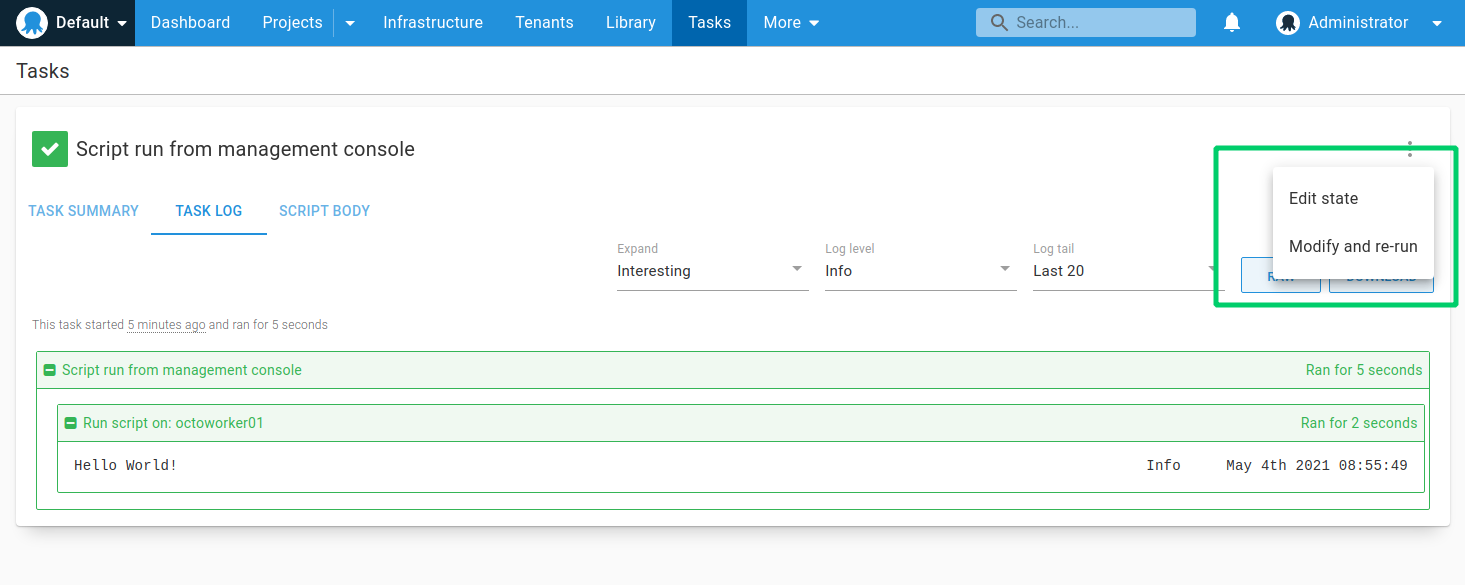 Default Dashboard Projects Infrastructure Tenants Library Tasks More Search... Administrator
Tasks
Script run from management console
Edit state
TASK SUMMARY TASK LOG SCRIPT BODY
Modify and re-run
Expand Log level Log tail
Interesting Info Last 20
This task started 5 minutes ago and ran for 5 seconds
Script run from management console Ran for 5 seconds
Run script on: octoworker01 Ran for 2 seconds
Hello World! Info May 4th 2021 08:55:49